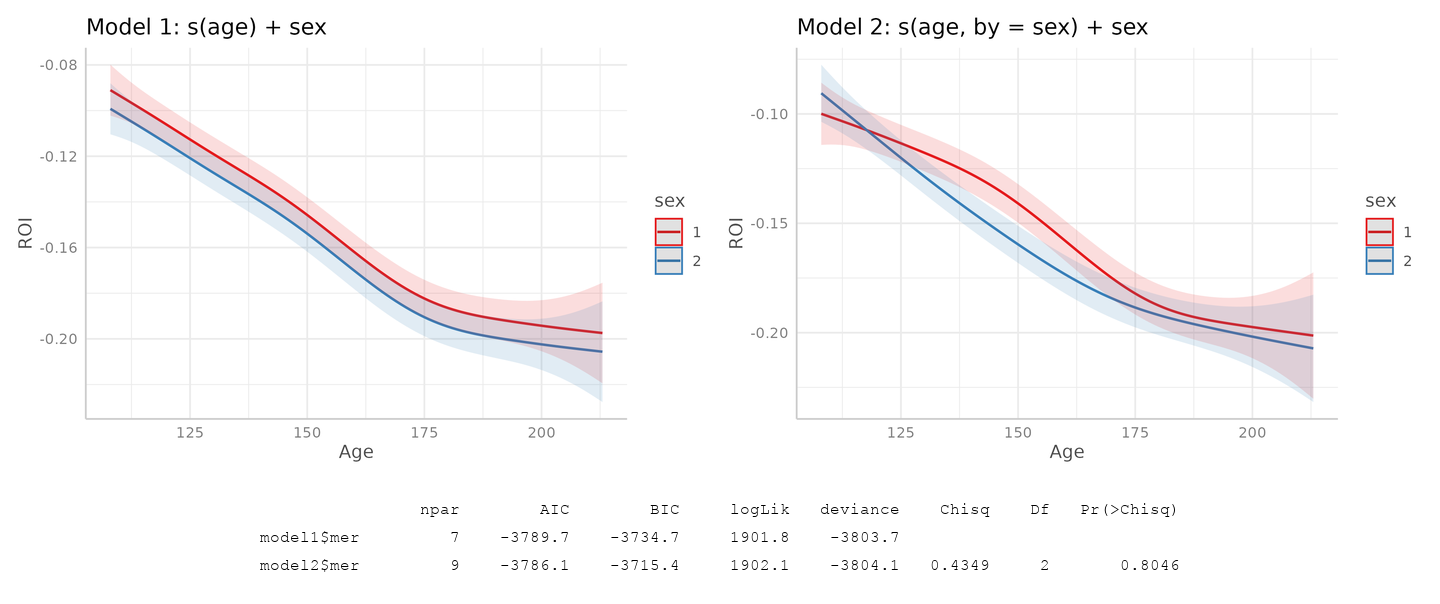 Model 1: s(age) + sex
-0.08
-0.12
-0.16
-0.20
ROI
125 150 175 200
Age
sex
1
2
Model 2: s(age, by = sex) + sex
-0.10
-0.15
-0.20
ROI
125 150 175 200
Age
sex
1
2
npar AIC BIC logLik deviance Chisq Df Pr(>Chisq)
model1$mer 7 -3789.7 -3734.7 1901.8 -3803.7
model2$mer 9 -3786.1 -3715.4 1902.1 -3804.1 0.4349 2 0.8046